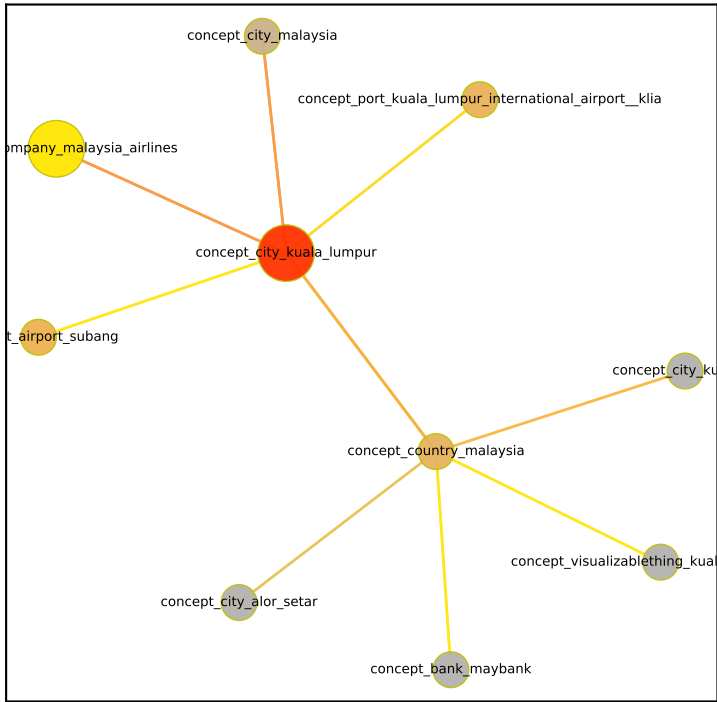 concept_city_malaysia
concept_port_kuala_lumpur_international_airport__klia
ompany_malaysia_airlines
concept_city_kuala_lumpur
t_airport_subang
concept_city_ku
concept_country_malaysia
concept_visualizablething_kual
concept_city_alor_setar
concept_bank_maybank